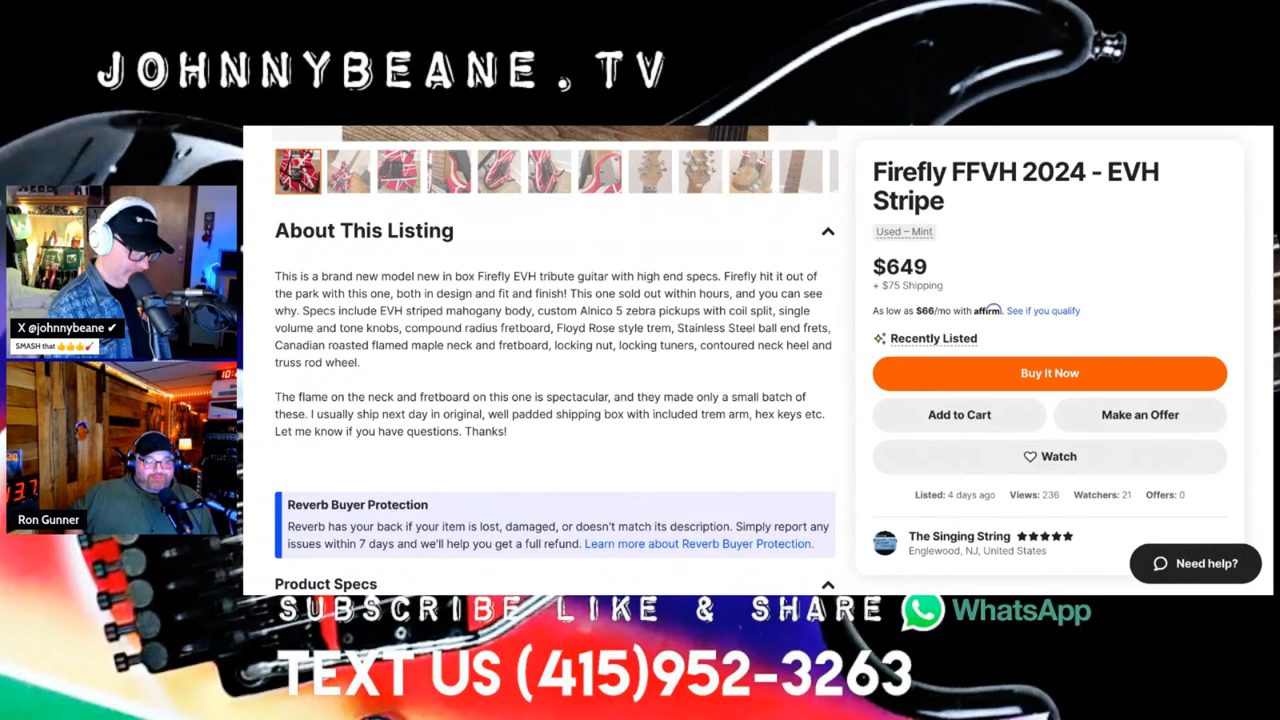 JOHNNYBEANE.TV
X @johnnybeane ✔
SMASH that 👍👍👍🎸
Ron Gunner
About This Listing
This is a brand new model new in box Firefly EVH tribute guitar with high end specs. Firefly hit it out of
the park with this one, both in design and fit and finish! This one sold out within hours, and you can see
why. Specs include EVH striped mahogany body, custom Alnico 5 zebra pickups with coil split, single
volume and tone knobs, compound radius fretboard, Floyd Rose style trem, Stainless Steel ball end frets,
Canadian roasted flamed maple neck and fretboard, locking nut, locking tuners, contoured neck heel and
truss rod wheel.
The flame on the neck and fretboard on this one is spectacular, and they made only a small batch of
these. I usually ship next day in original, well padded shipping box with included trem arm, hex keys etc.
Let me know if you have questions. Thanks!
Reverb Buyer Protection
Reverb has your back if your item is lost, damaged, or doesn't match its description. Simply report any
issues within 7 days and we'll help you get a full refund. Learn more about Reverb Buyer Protection.
Product Specs
Firefly FFVH 2024 - EVH
Stripe
Used – Mint
$649
+ $75 Shipping
As low as $66/mo with affirm. See if you qualify
Recently Listed
Buy It Now
Add to Cart
Make an Offer
Watch
Listed: 4 days ago Views: 236 Watchers: 21 Offers: 0
The Singing String ★★★★★
Englewood, NJ, United States
Need help?
SUBSCRIBE LIKE & SHARE
WhatsApp
TEXT US (415)952-3263